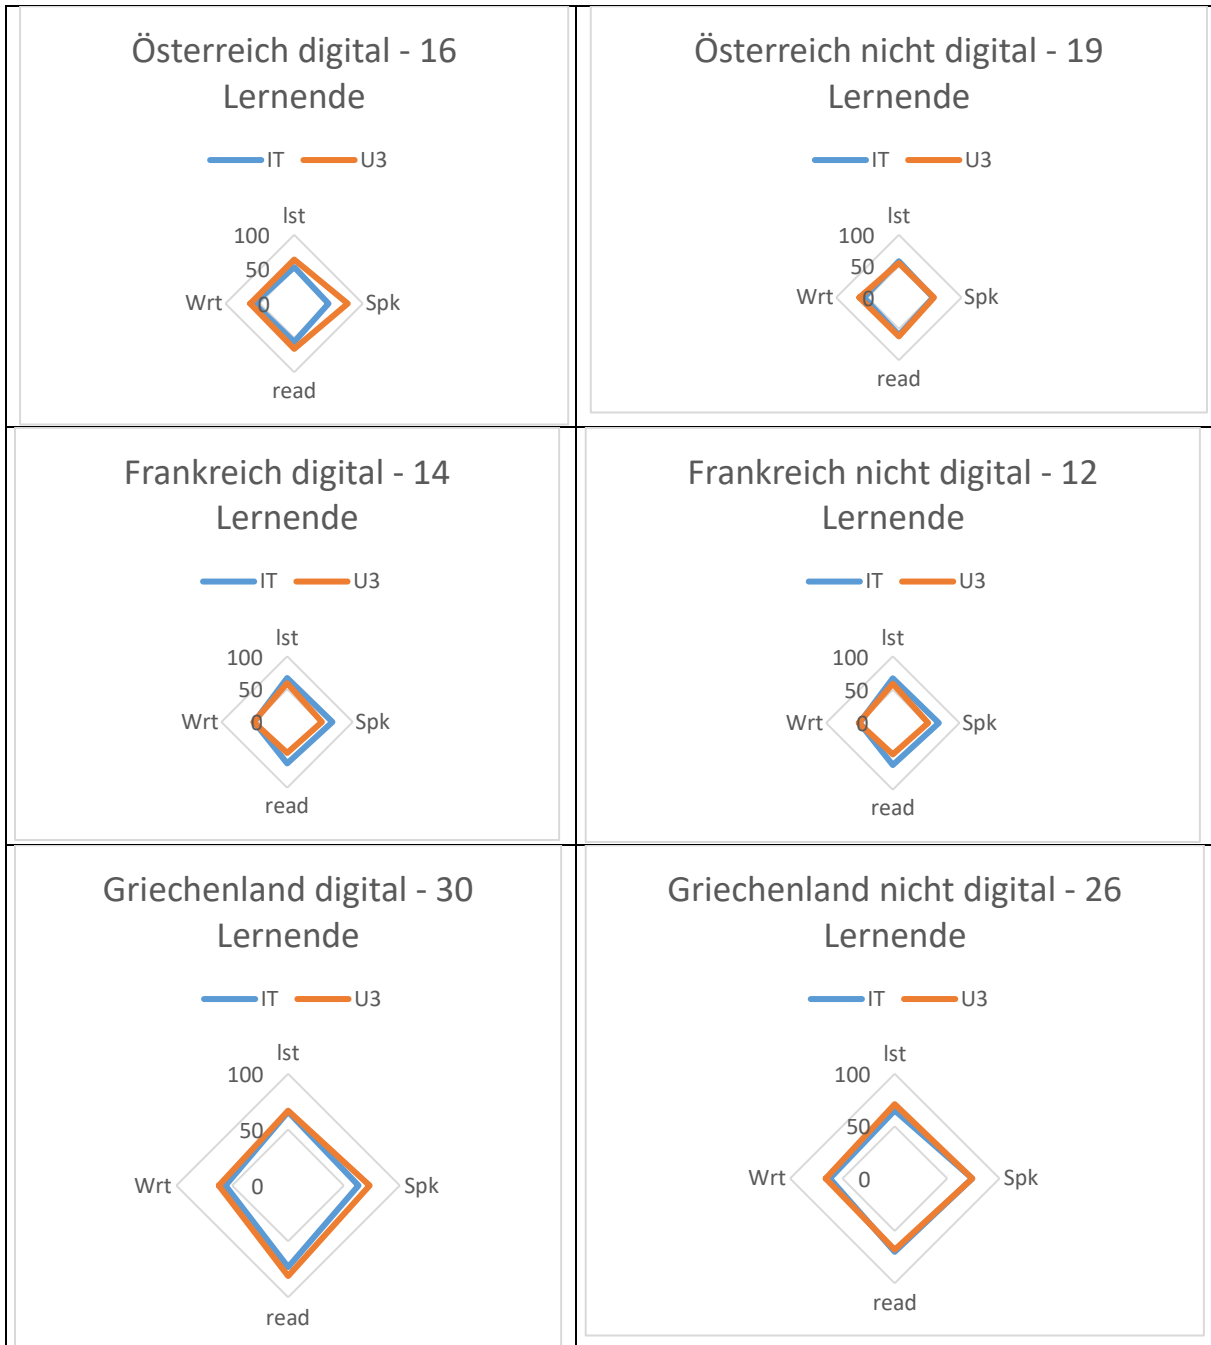 Österreich digital - 16
Lernende
IT U3
lst
100
50
Wrt 0 Spk
read
Österreich nicht digital - 19
Lernende
IT U3
lst
100
50
Wrt 0 Spk
read
Frankreich digital - 14
Lernende
IT U3
lst
100
50
Wrt 0 Spk
read
Frankreich nicht digital - 12
Lernende
IT U3
lst
100
50
Wrt 0 Spk
read
Griechenland digital - 30
Lernende
IT U3
lst
100
50
Wrt 0 Spk
read
Griechenland nicht digital - 26
Lernende
IT U3
lst
100
50
Wrt 0 Spk
read